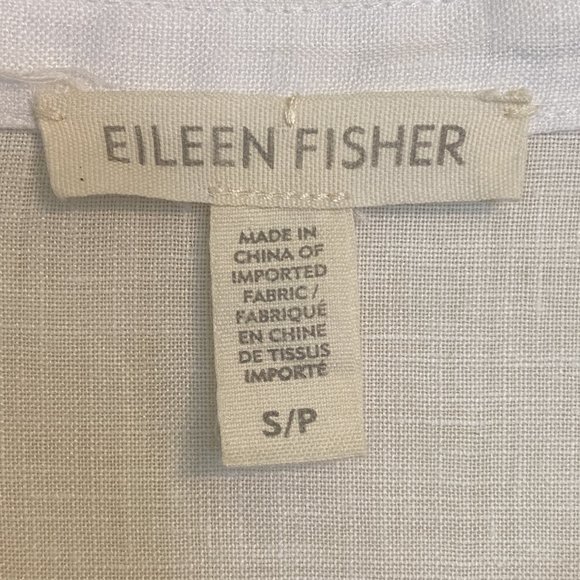 EILEEN FISHER
MADE IN
CHINA OF
IMPORTED
FABRIC /
FABRIQUÉ
EN CHINE
DE TISSUS
IMPORTÉ
S/P